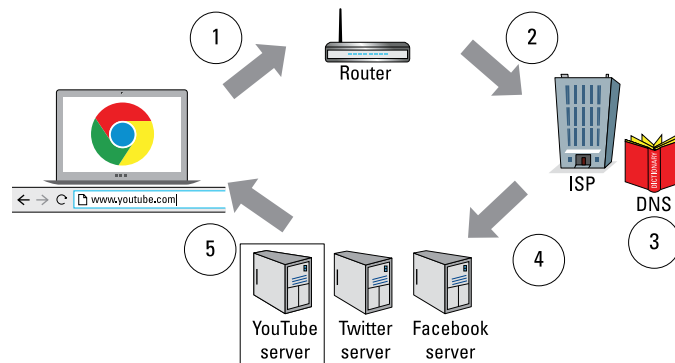 1
2
Router
ISP
DICTIONARY
DNS
3
www.youtube.com
5
4
YouTube
server
Twitter
server
Facebook
server